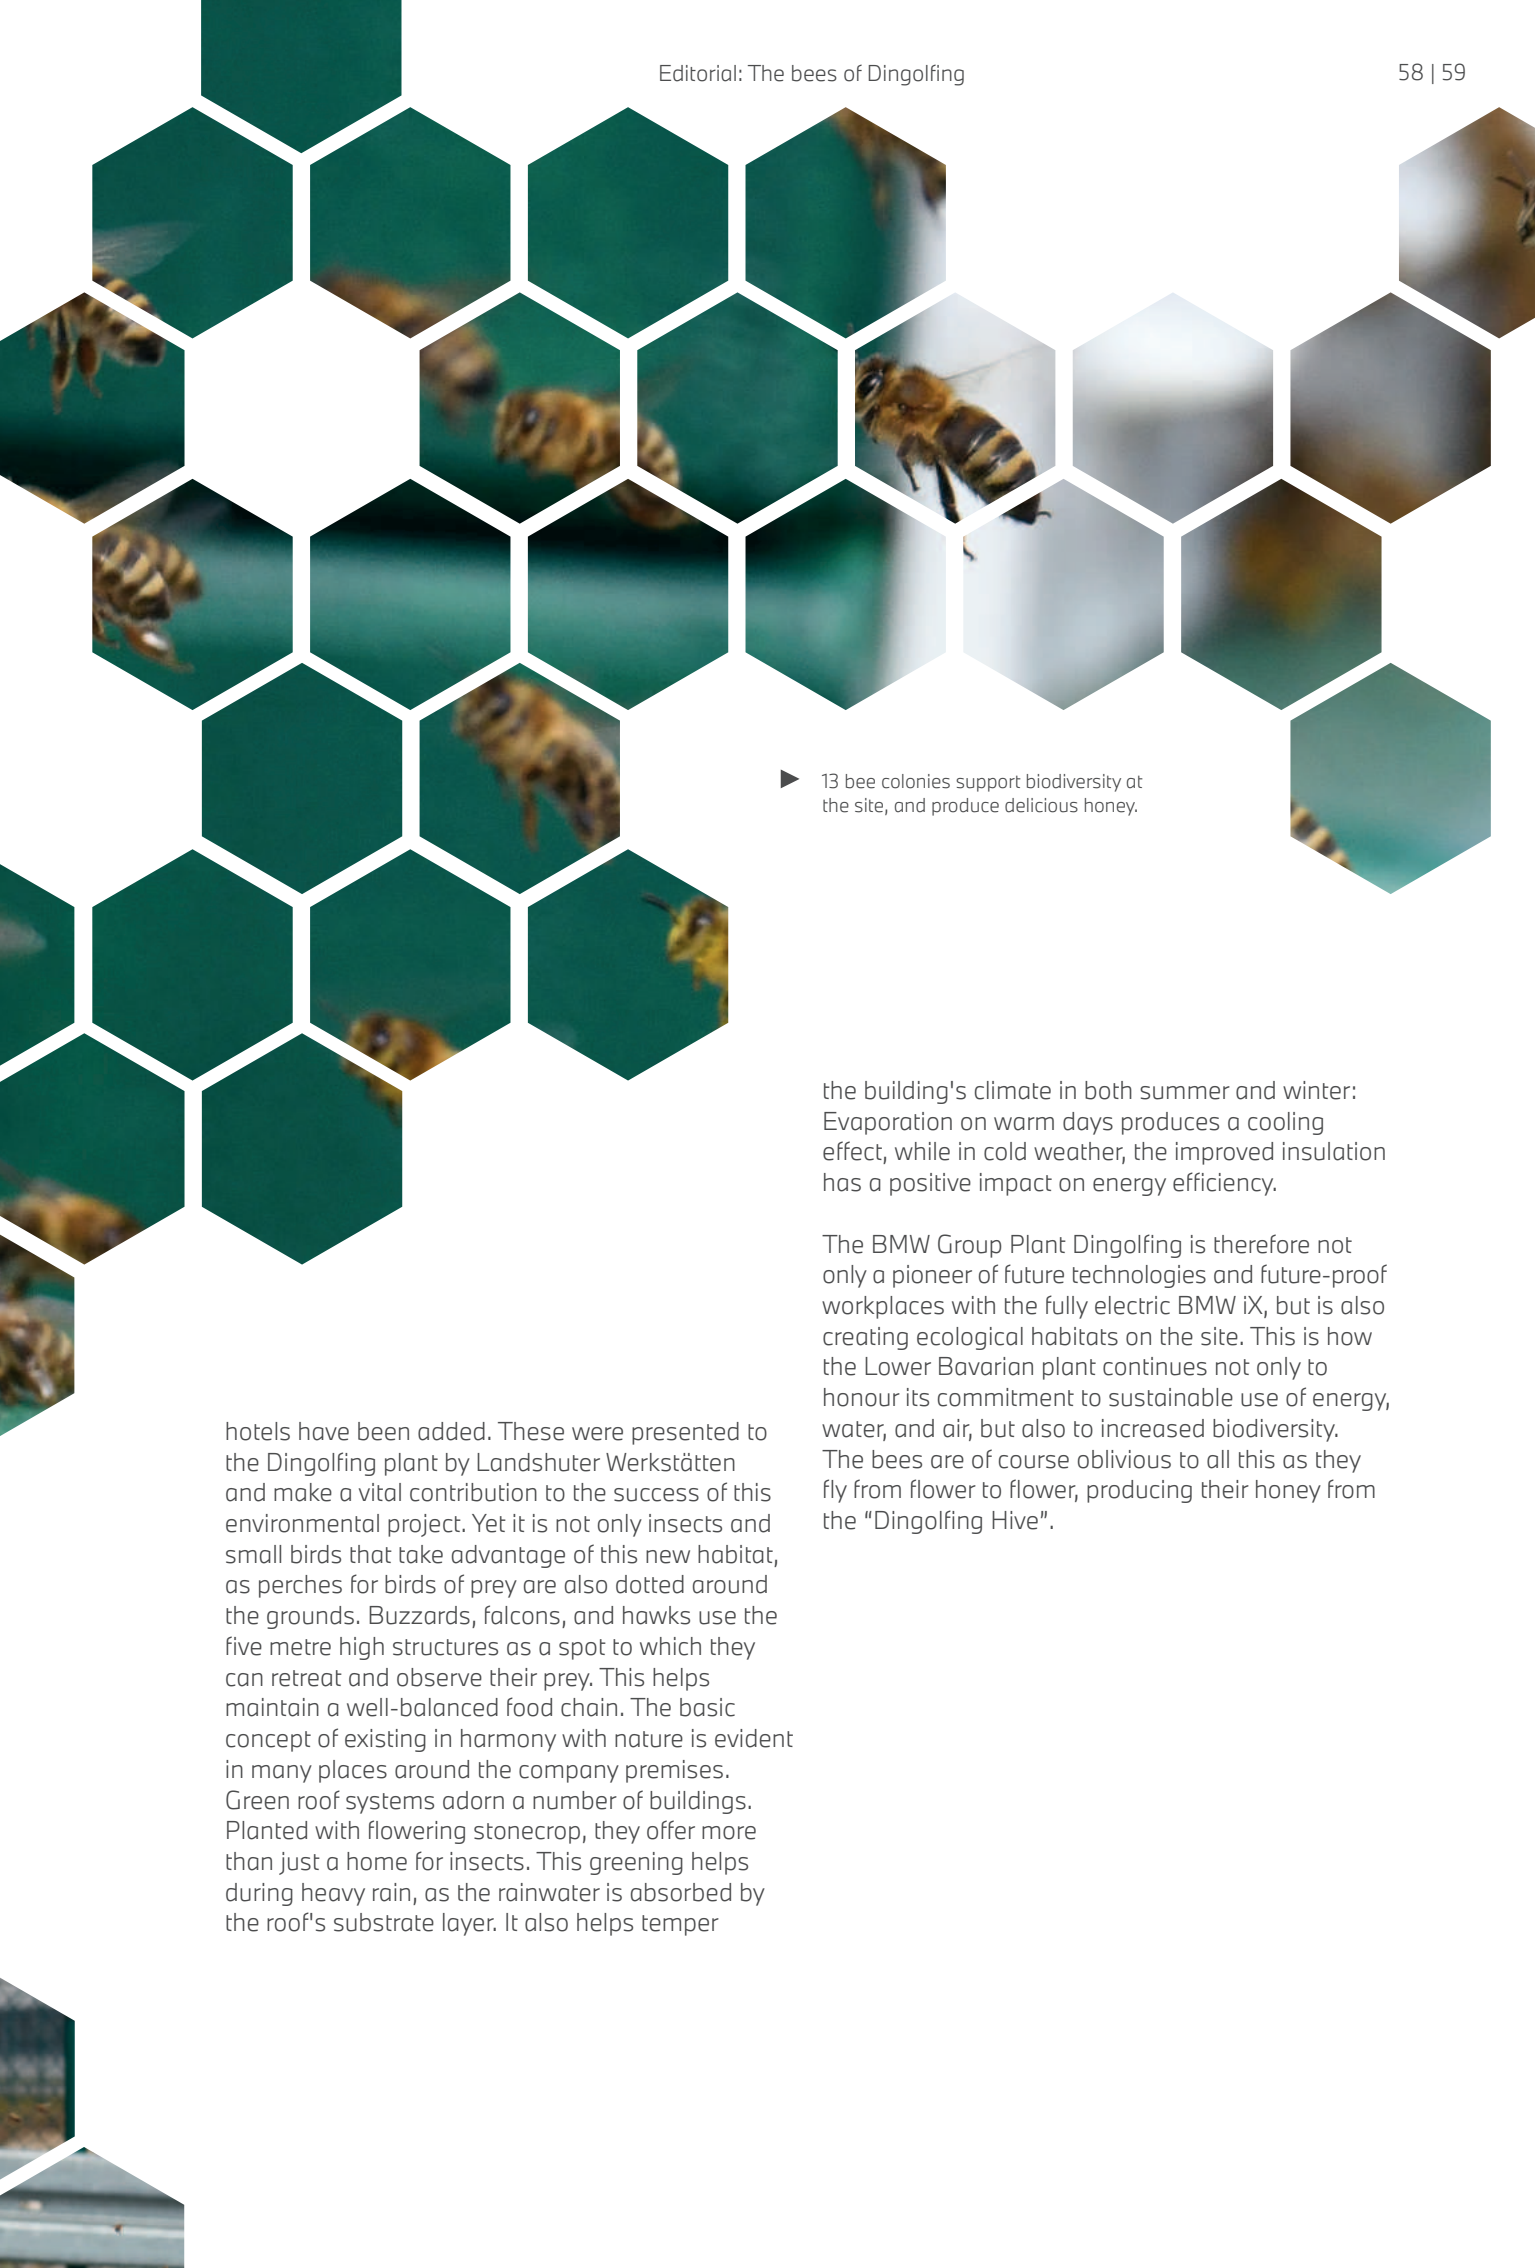 Editorial: The bees of Dingolfing
58 | 59
13 bee colonies support biodiversity at
the site, and produce delicious honey.
hotels have been added. These were presented to
the Dingolfing plant by Landshuter Werkstätten
and make a vital contribution to the success of this
environmental project. Yet it is not only insects and
small birds that take advantage of this new habitat,
as perches for birds of prey are also dotted around
the grounds. Buzzards, falcons, and hawks use the
five metre high structures as a spot to which they
can retreat and observe their prey. This helps
maintain a well-balanced food chain. The basic
concept of existing in harmony with nature is evident
in many places around the company premises.
Green roof systems adorn a number of buildings.
Planted with flowering stonecrop, they offer more
than just a home for insects. This greening helps
during heavy rain, as the rainwater is absorbed by
the roof's substrate layer. It also helps temper
the building's climate in both summer and winter:
Evaporation on warm days produces a cooling
effect, while in cold weather, the improved insulation
has a positive impact on energy efficiency.
The BMW Group Plant Dingolfing is therefore not
only a pioneer of future technologies and future-proof
workplaces with the fully electric BMW iX, but is also
creating ecological habitats on the site. This is how
the Lower Bavarian plant continues not only to
honour its commitment to sustainable use of energy,
water, and air, but also to increased biodiversity.
The bees are of course oblivious to all this as they
fly from flower to flower, producing their honey from
the “Dingolfing Hive”.